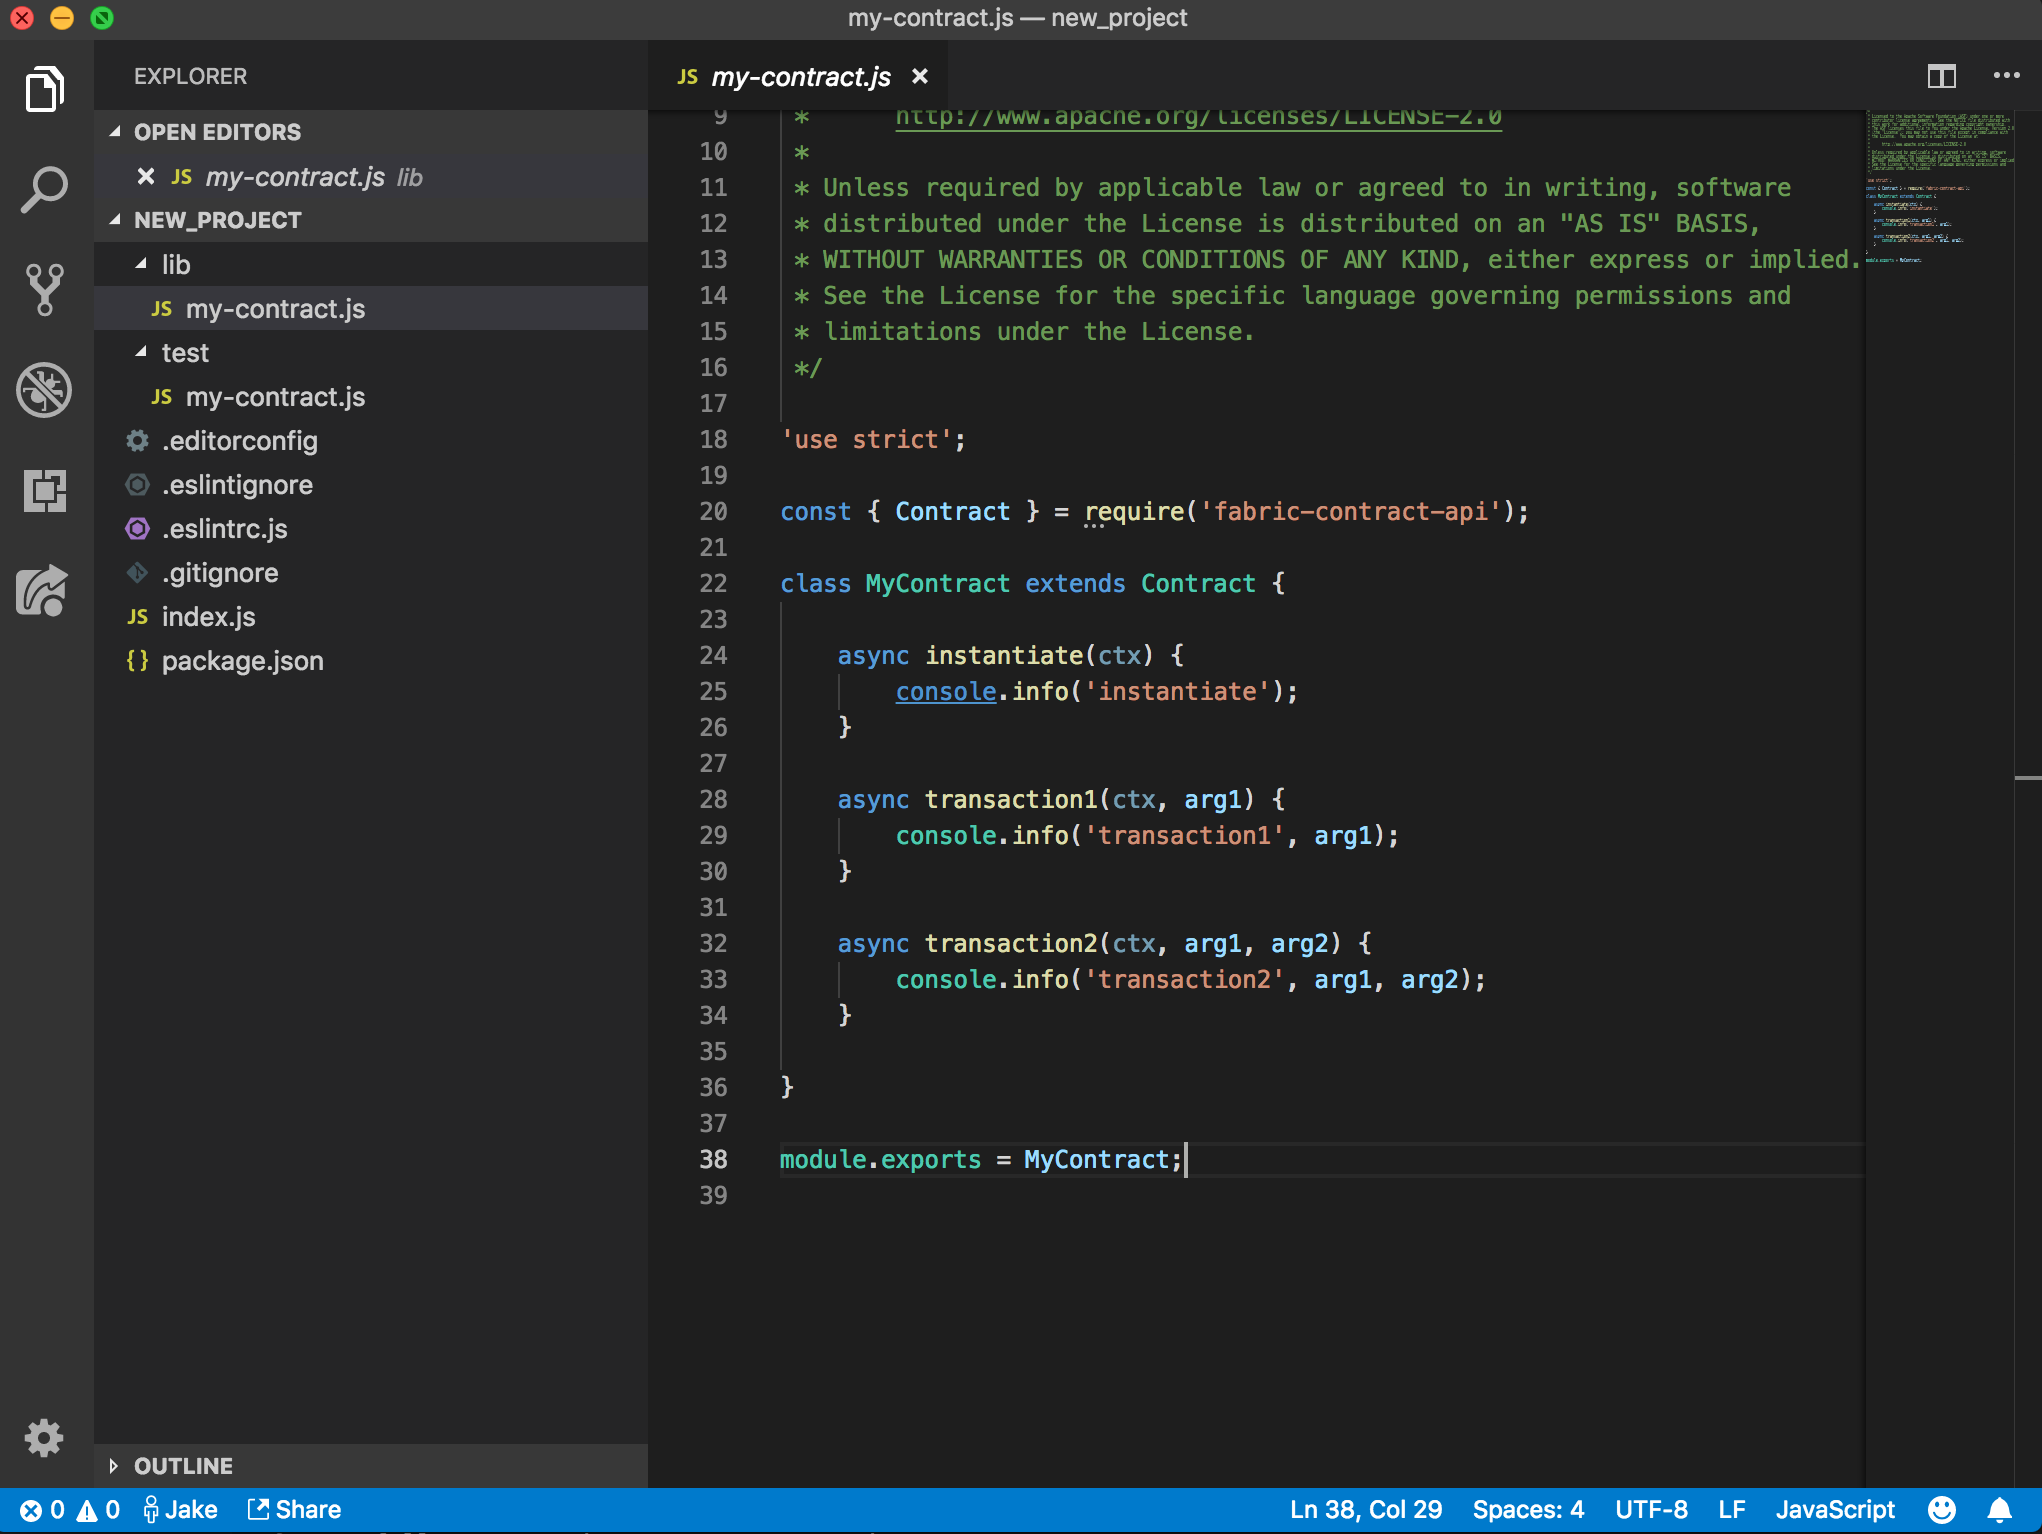 my-contract.js — new_project
EXPLORER
OPEN EDITORS
JS my-contract.js lib
NEW_PROJECT
lib
JS my-contract.js
test
JS my-contract.js
.editorconfig
.eslintignore
.eslintrc.js
.gitignore
JS index.js
{} package.json
OUTLINE
JS my-contract.js
9 * http://www.apache.org/licenses/LICENSE-2.0
10 *
11 * Unless required by applicable law or agreed to in writing, software
12 * distributed under the License is distributed on an "AS IS" BASIS,
13 * WITHOUT WARRANTIES OR CONDITIONS OF ANY KIND, either express or implied.
14 * See the License for the specific language governing permissions and
15 * limitations under the License.
16 */
17
18 'use strict';
19
20 const { Contract } = require('fabric-contract-api');
21
22 class MyContract extends Contract {
23
24 async instantiate(ctx) {
25 console.info('instantiate');
26 }
27
28 async transaction1(ctx, arg1) {
29 console.info('transaction1', arg1);
30 }
31
32 async transaction2(ctx, arg1, arg2) {
33 console.info('transaction2', arg1, arg2);
34 }
35
36 }
37
38 module.exports = MyContract;
39
0 0 Jake Share Ln 38, Col 29 Spaces: 4 UTF-8 LF JavaScript